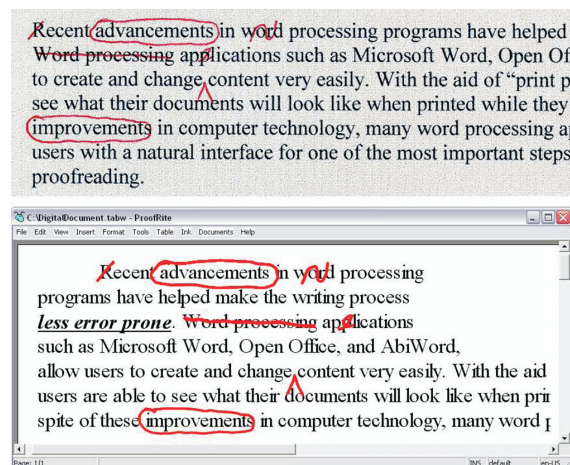 Recent advancements in word processing programs have helped
Word processing applications such as Microsoft Word, Open Of
to create and change content very easily. With the aid of “print p
see what their documents will look like when printed while they
improvements in computer technology, many word processing a
users with a natural interface for one of the most important steps
proofreading.
C:\DigitalDocument.tabw - ProofRite
File Edit View Insert Format Tools Table Ink Documents Help
Recent advancements in word processing
programs have helped make the writing process
less error prone. Word processing applications
such as Microsoft Word, Open Office, and AbiWord,
allow users to create and change content very easily. With the aid
users are able to see what their documents will look like when prin
spite of these improvements in computer technology, many word p
Page: 1/1 INS default en-US